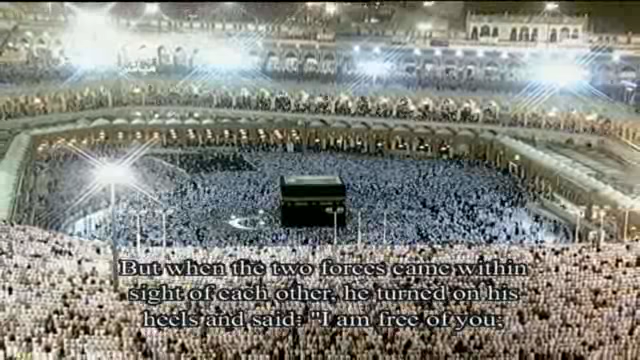 But when the two forces came within
sight of each other, he turned on his
heels and said: "I am free of you;